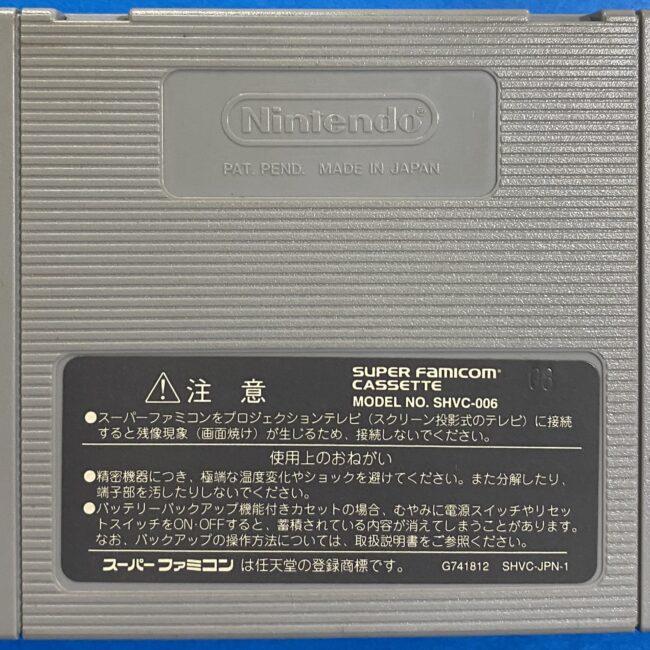 Nintendo®
PAT. PEND. MADE IN JAPAN
⚠注意
SUPER FAMICOM®
CASSETTE
MODEL NO. SHVC-006
06
●スーパーファミコンをプロジェクションテレビ（スクリーン投影式のテレビ）に接続
すると残像現象（画面焼け）が生じるため、接続しないでください。
使用上のおねがい
●精密機器につき、極端な温度変化やショックを避けてください。また分解したり、
端子部を汚したりしないでください。
●バッテリーバックアップ機能付きカセットの場合、むやみに電源スイッチやリセッ
トスイッチをON・OFFすると、蓄積されている内容が消えてしまうことがあります。
なお、バックアップの操作方法については、取扱説明書をご参照ください。
スーパーファミコンは任天堂の登録商標です。
G741812 SHVC-JPN-1